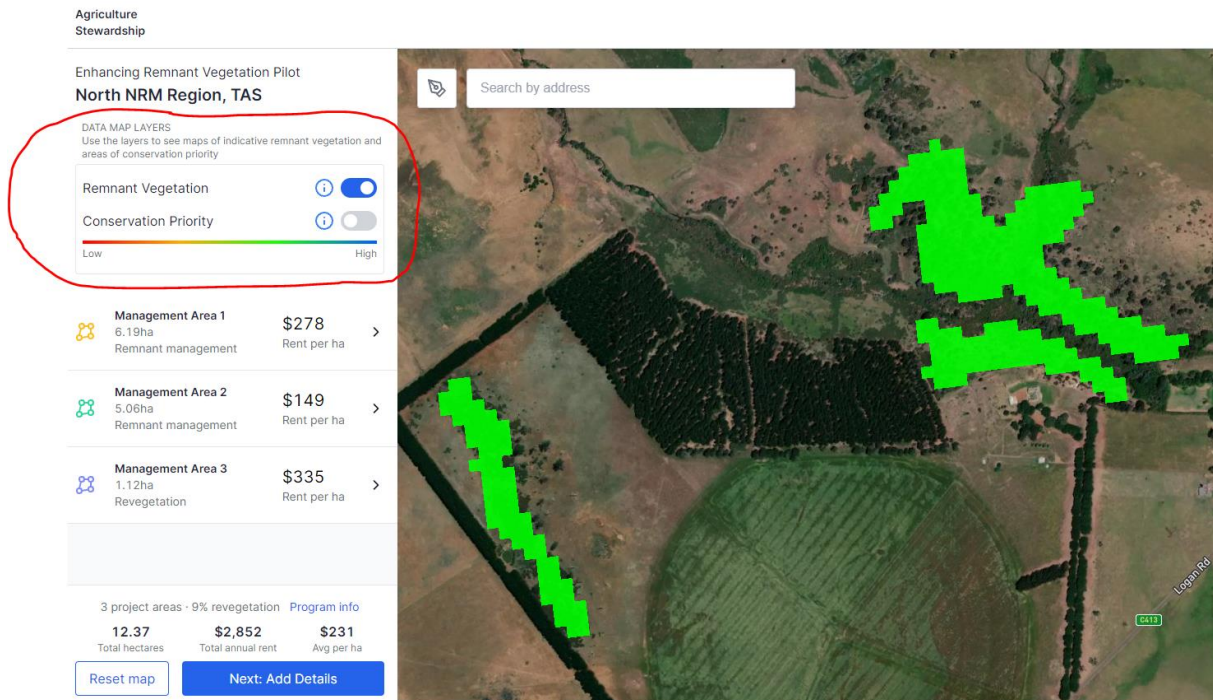 Agriculture
Stewardship
Enhancing Remnant Vegetation Pilot
North NRM Region, TAS
DATA MAP LAYERS
Use the layers to see maps of indicative remnant vegetation and
areas of conservation priority
Remnant Vegetation
Conservation Priority
Low High
Management Area 1
6.19ha
Remnant management
$278
Rent per ha
Management Area 2
5.06ha
Remnant management
$149
Rent per ha
Management Area 3
1.12ha
Revegetation
$335
Rent per ha
3 project areas · 9% revegetation Program info
12.37 $2,852 $231
Total hectares Total annual rent Avg per ha
Reset map Next: Add Details
Search by address
Logan Rd
C413